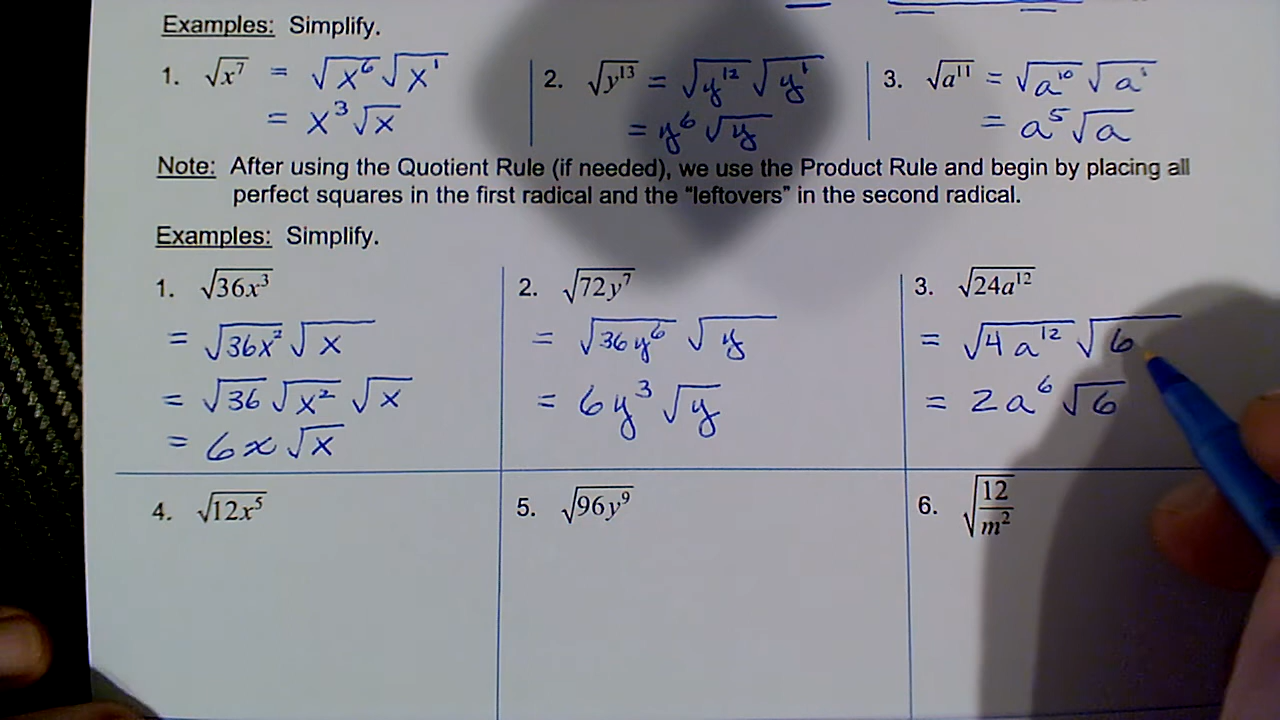 Examples: Simplify.
1. √x⁷ = √x⁶ √x¹
= x³√x
2. √y¹³ = √y¹² √y¹
= y⁶ √y
3. √a¹¹ = √a¹⁰ √a¹
= a⁵ √a
Note: After using the Quotient Rule (if needed), we use the Product Rule and begin by placing all
perfect squares in the first radical and the “leftovers” in the second radical.
Examples: Simplify.
1. √(36x³)
= √(36x²) √x
= √36 √x² √x
= 6x √x
2. √(72y⁷)
= √(36y⁶) √y
= 6y³ √y
3. √(24a¹²)
= √(4a¹²) √6
= 2a⁶ √6
4. √(12x⁵)
5. √(96y⁹)
6. √(12/m²)